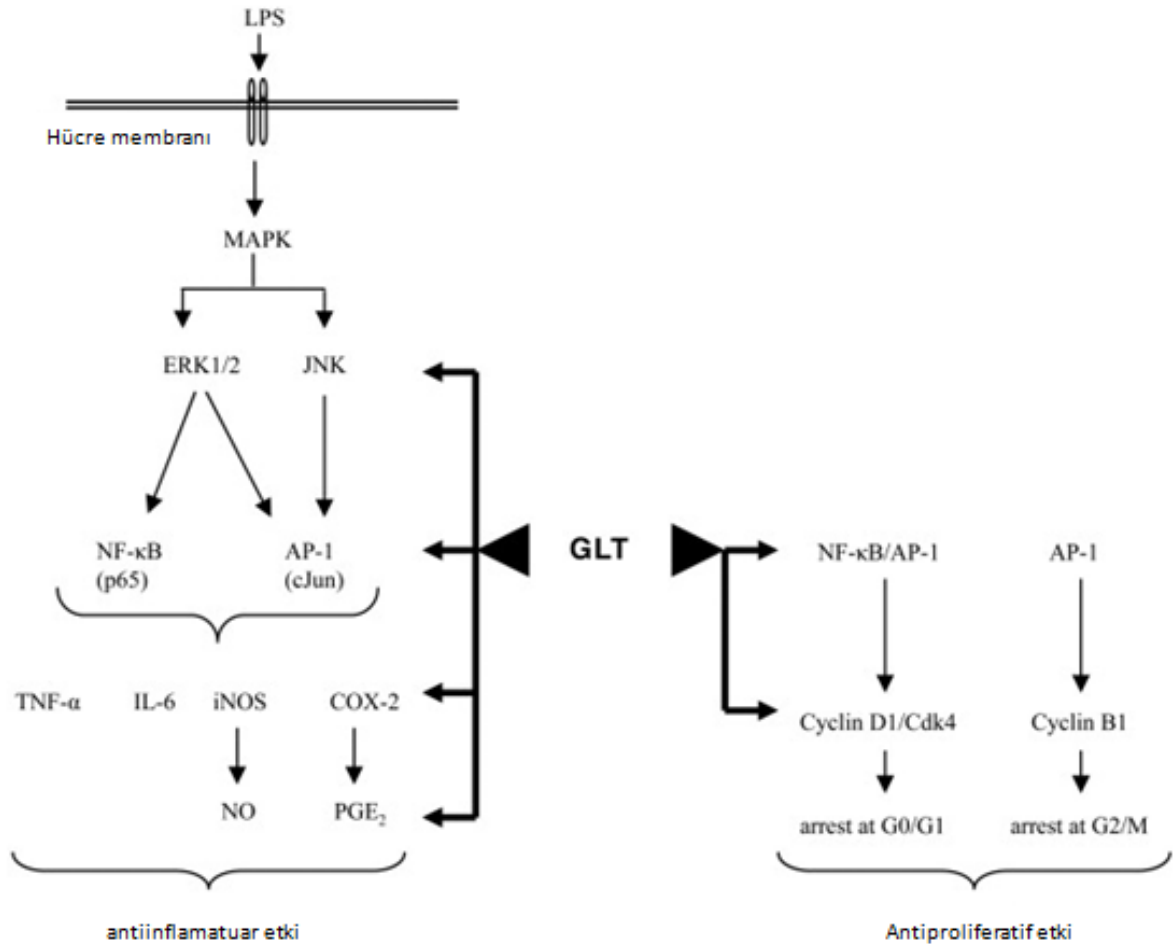 LPS
Hücre membranı
MAPK
ERK1/2 JNK
NF-κB AP-1 GLT NF-κB/AP-1 AP-1
(p65) (cJun)
TNF-α IL-6 iNOS COX-2
Cyclin D1/Cdk4 Cyclin B1
NO PGE₂
arrest at G0/G1 arrest at G2/M
antiinflamatuar etki Antiproliferatif etki